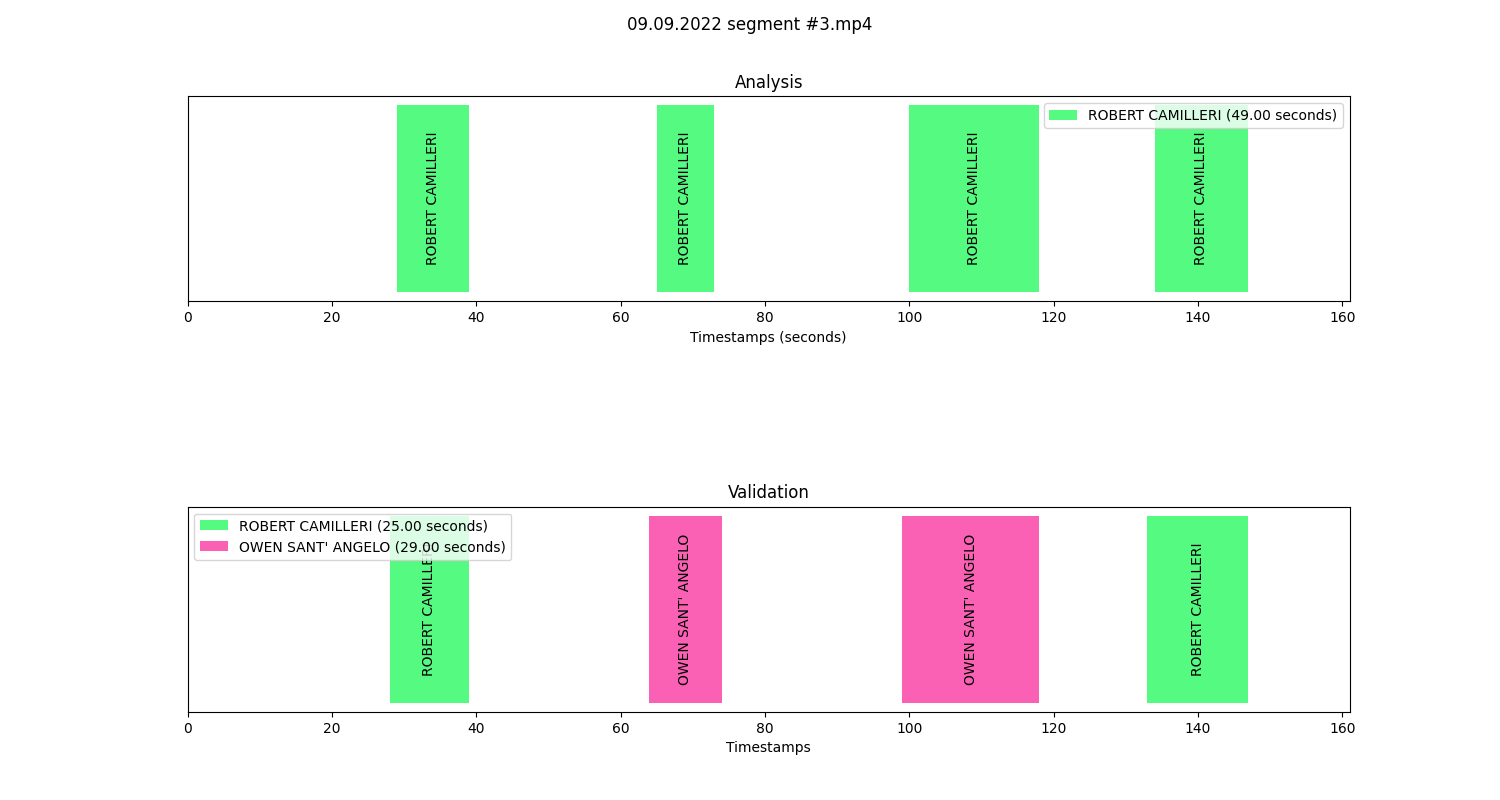 09.09.2022 segment #3.mp4
Analysis
ROBERT CAMILLERI (49.00 seconds)
ROBERT CAMILLERI
ROBERT CAMILLERI
ROBERT CAMILLERI
ROBERT CAMILLERI
0 20 40 60 80 100 120 140 160
Timestamps (seconds)
Validation
ROBERT CAMILLERI (25.00 seconds)
OWEN SANT' ANGELO (29.00 seconds)
ROBERT CAMILLERI
OWEN SANT' ANGELO
OWEN SANT' ANGELO
ROBERT CAMILLERI
0 20 40 60 80 100 120 140 160
Timestamps